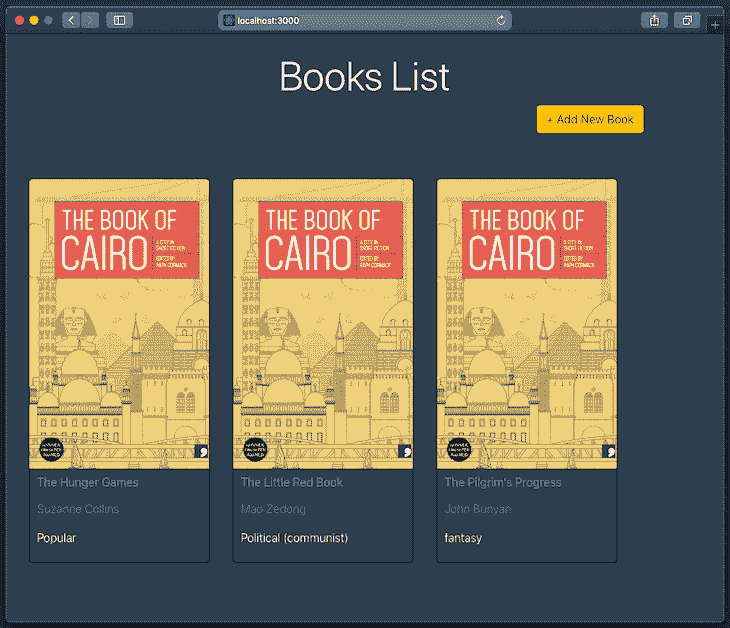 localhost:3000
Books List
+ Add New Book
THE BOOK OF
CAIRO
A CITY IN
SHORT FICTION
EDITED BY
RAPH CORMACK
THE BOOK OF
CAIRO
A CITY IN
SHORT FICTION
EDITED BY
RAPH CORMACK
THE BOOK OF
CAIRO
A CITY IN
SHORT FICTION
EDITED BY
RAPH CORMACK
The Hunger Games
Suzanne Collins
Popular
The Little Red Book
Mao Zedong
Political (communist)
The Pilgrim's Progress
John Bunyan
fantasy